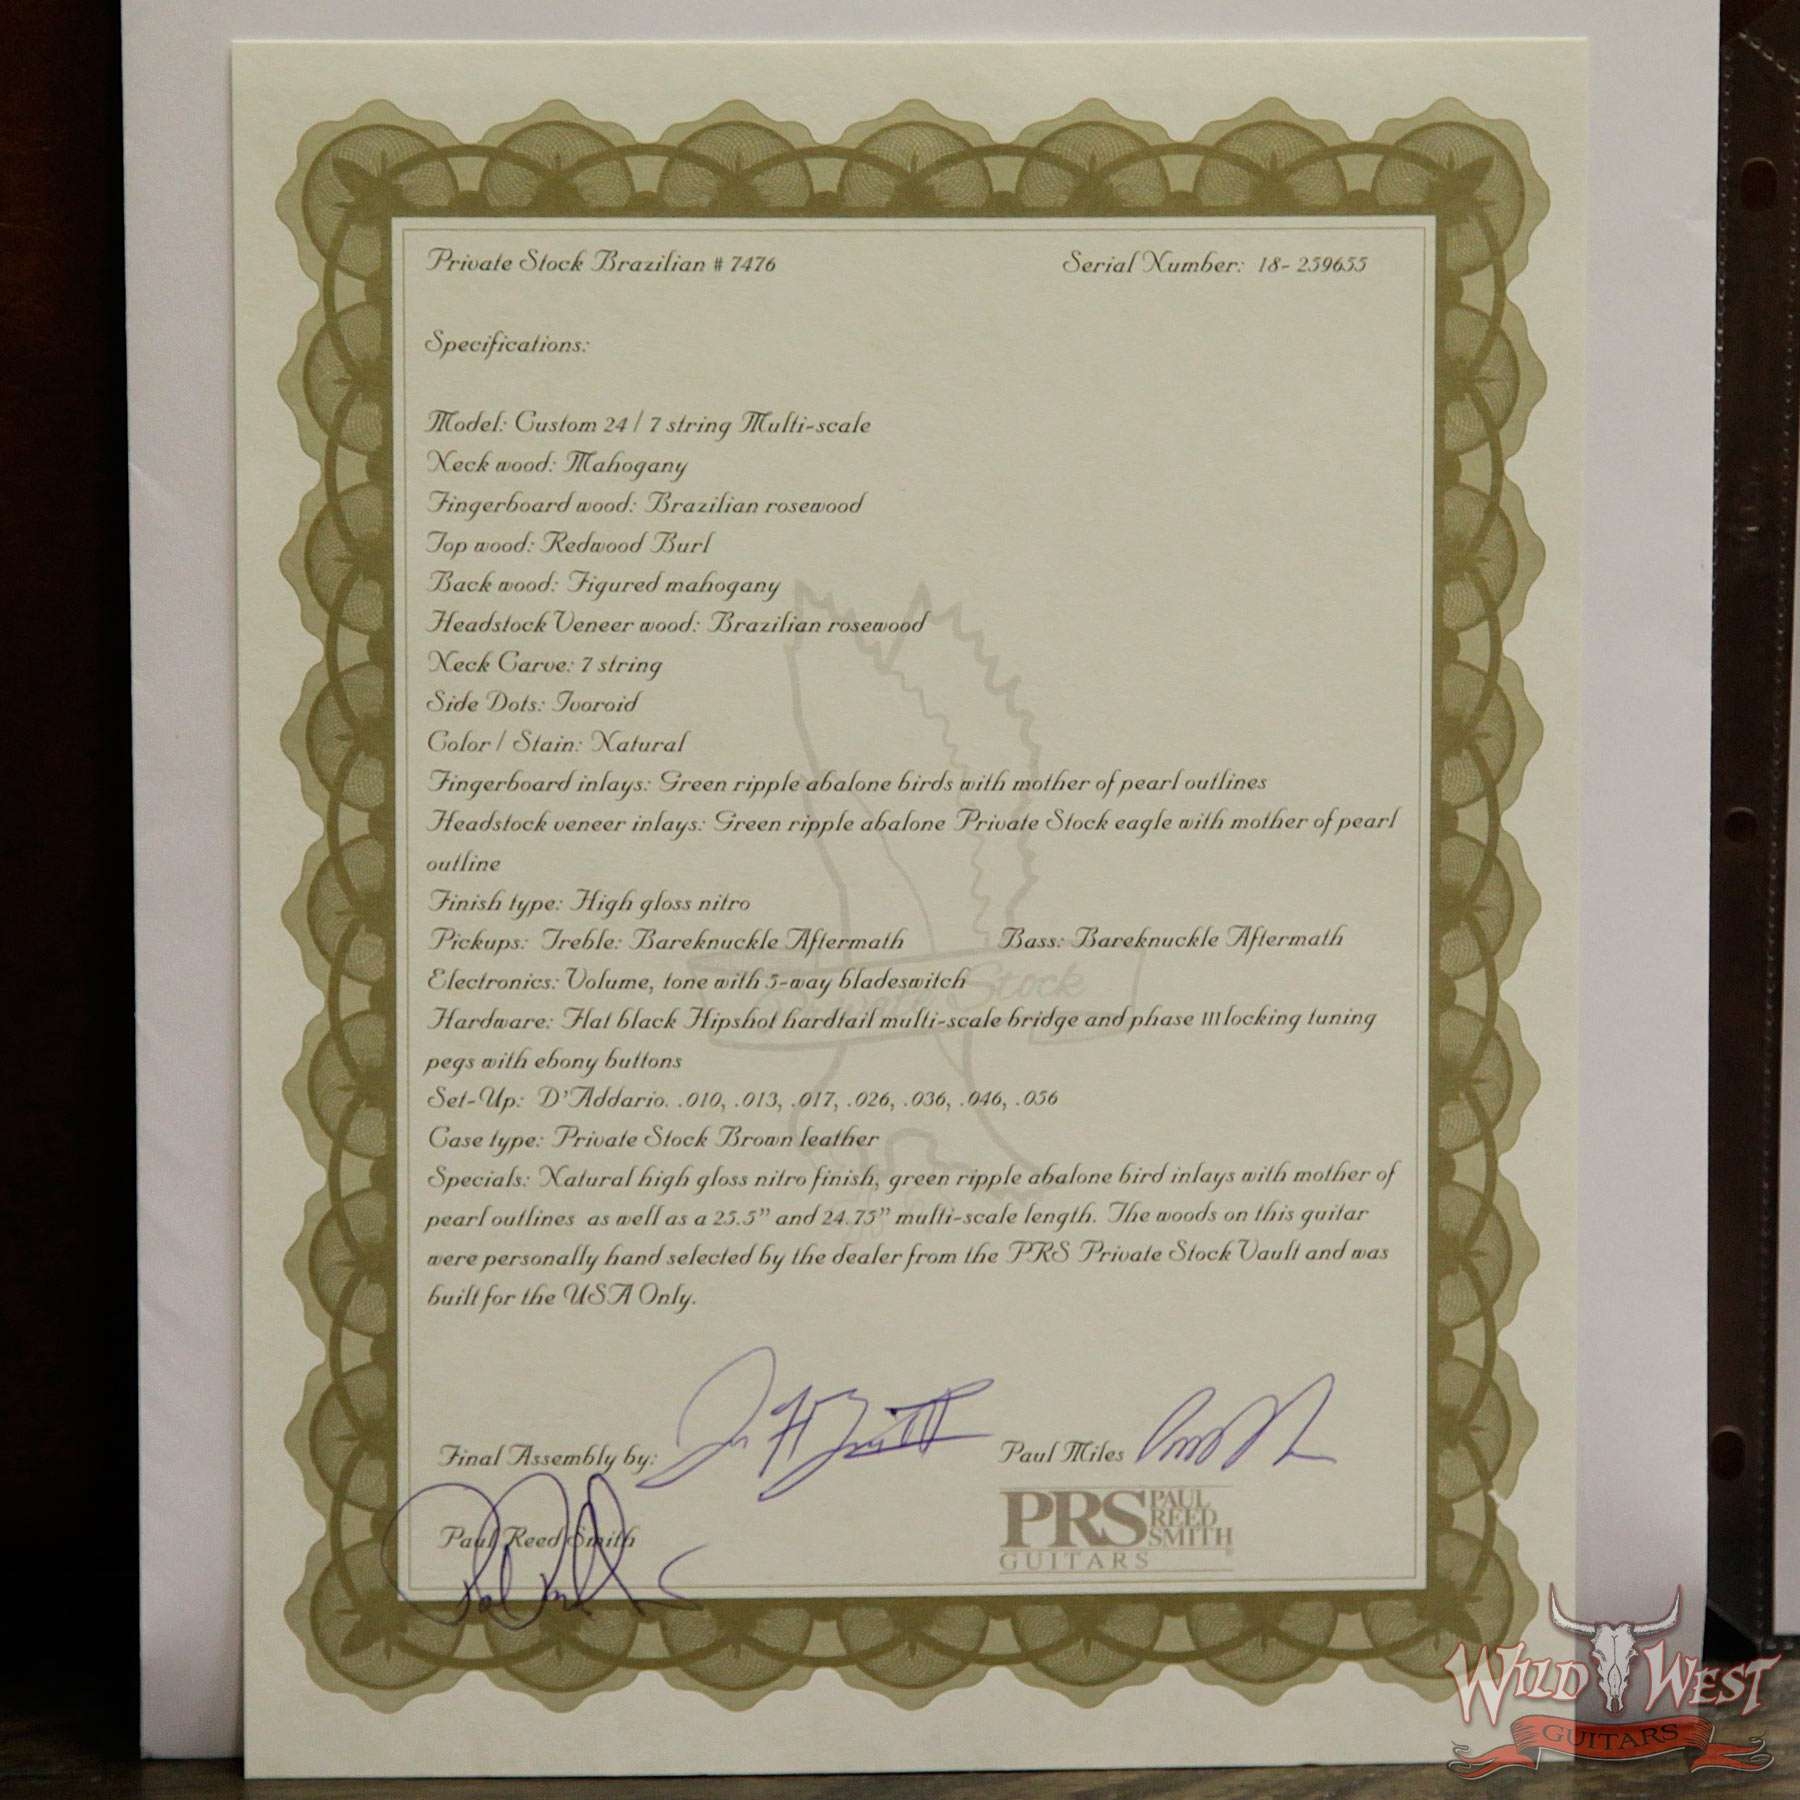 Private Stock Brazilian # 7476 Serial Number: 18- 259655
Specifications:
Model: Custom 24 / 7 string Multi-scale
Neck wood: Mahogany
Fingerboard wood: Brazilian rosewood
Top wood: Redwood Burl
Back wood: Figured mahogany
Headstock Veneer wood: Brazilian rosewood
Neck Carve: 7 string
Side Dots: Ivoroid
Color / Stain: Natural
Fingerboard inlays: Green ripple abalone birds with mother of pearl outlines
Headstock veneer inlays: Green ripple abalone Private Stock eagle with mother of pearl
outline
Finish type: High gloss nitro
Pickups: Treble: Bareknuckle Aftermath Bass: Bareknuckle Aftermath
Electronics: Volume, tone with 5-way bladeswitch
Private Stock
Hardware: Flat black Hipshot hardtail multi-scale bridge and phase III locking tuning
pegs with ebony buttons
Set-Up: D'Addario. .010, .013, .017, .026, .036, .046, .056
Case type: Private Stock Brown leather
Specials: Natural high gloss nitro finish, green ripple abalone bird inlays with mother of
pearl outlines as well as a 25.5” and 24.75” multi-scale length. The woods on this guitar
were personally hand selected by the dealer from the PRS Private Stock Vault and was
built for the USA Only.
Final Assembly by: Paul Miles
Paul Reed Smith
PRS PAUL
REED
SMITH
GUITARS
WILD WEST
GUITARS